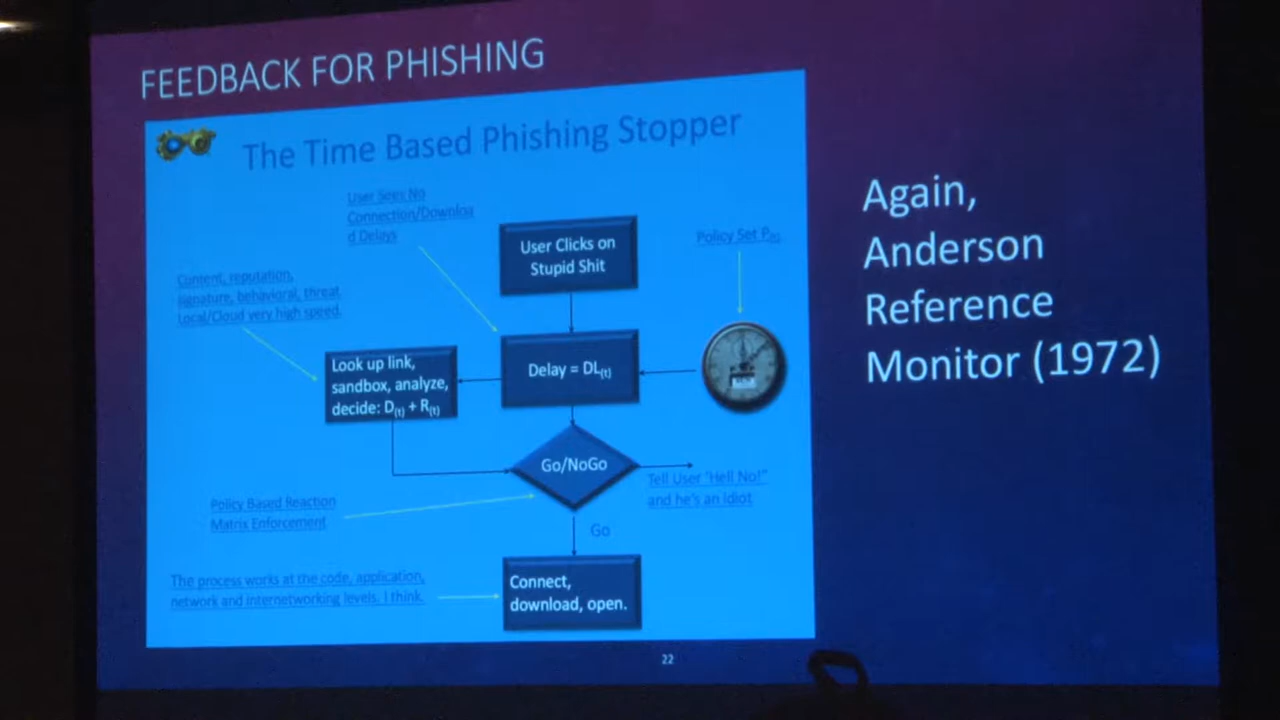 FEEDBACK FOR PHISHING
The Time Based Phishing Stopper
User Sees No
Connection/Downloa
d Delays
User Clicks on
Stupid Shit
Policy Set
Content, reputation,
signature, behavioral, threat,
Local/Cloud very high speed.
Look up link,
sandbox, analyze,
decide: D(t) + R(t)
Delay = DL(t)
Go/NoGo
Tell User "Hell No!"
and he's an Idiot
Policy Based Reaction
Matrix Enforcement
Go
The process works at the code, application,
network and internetworking levels, I think.
Connect,
download, open.
Again,
Anderson
Reference
Monitor (1972)
22